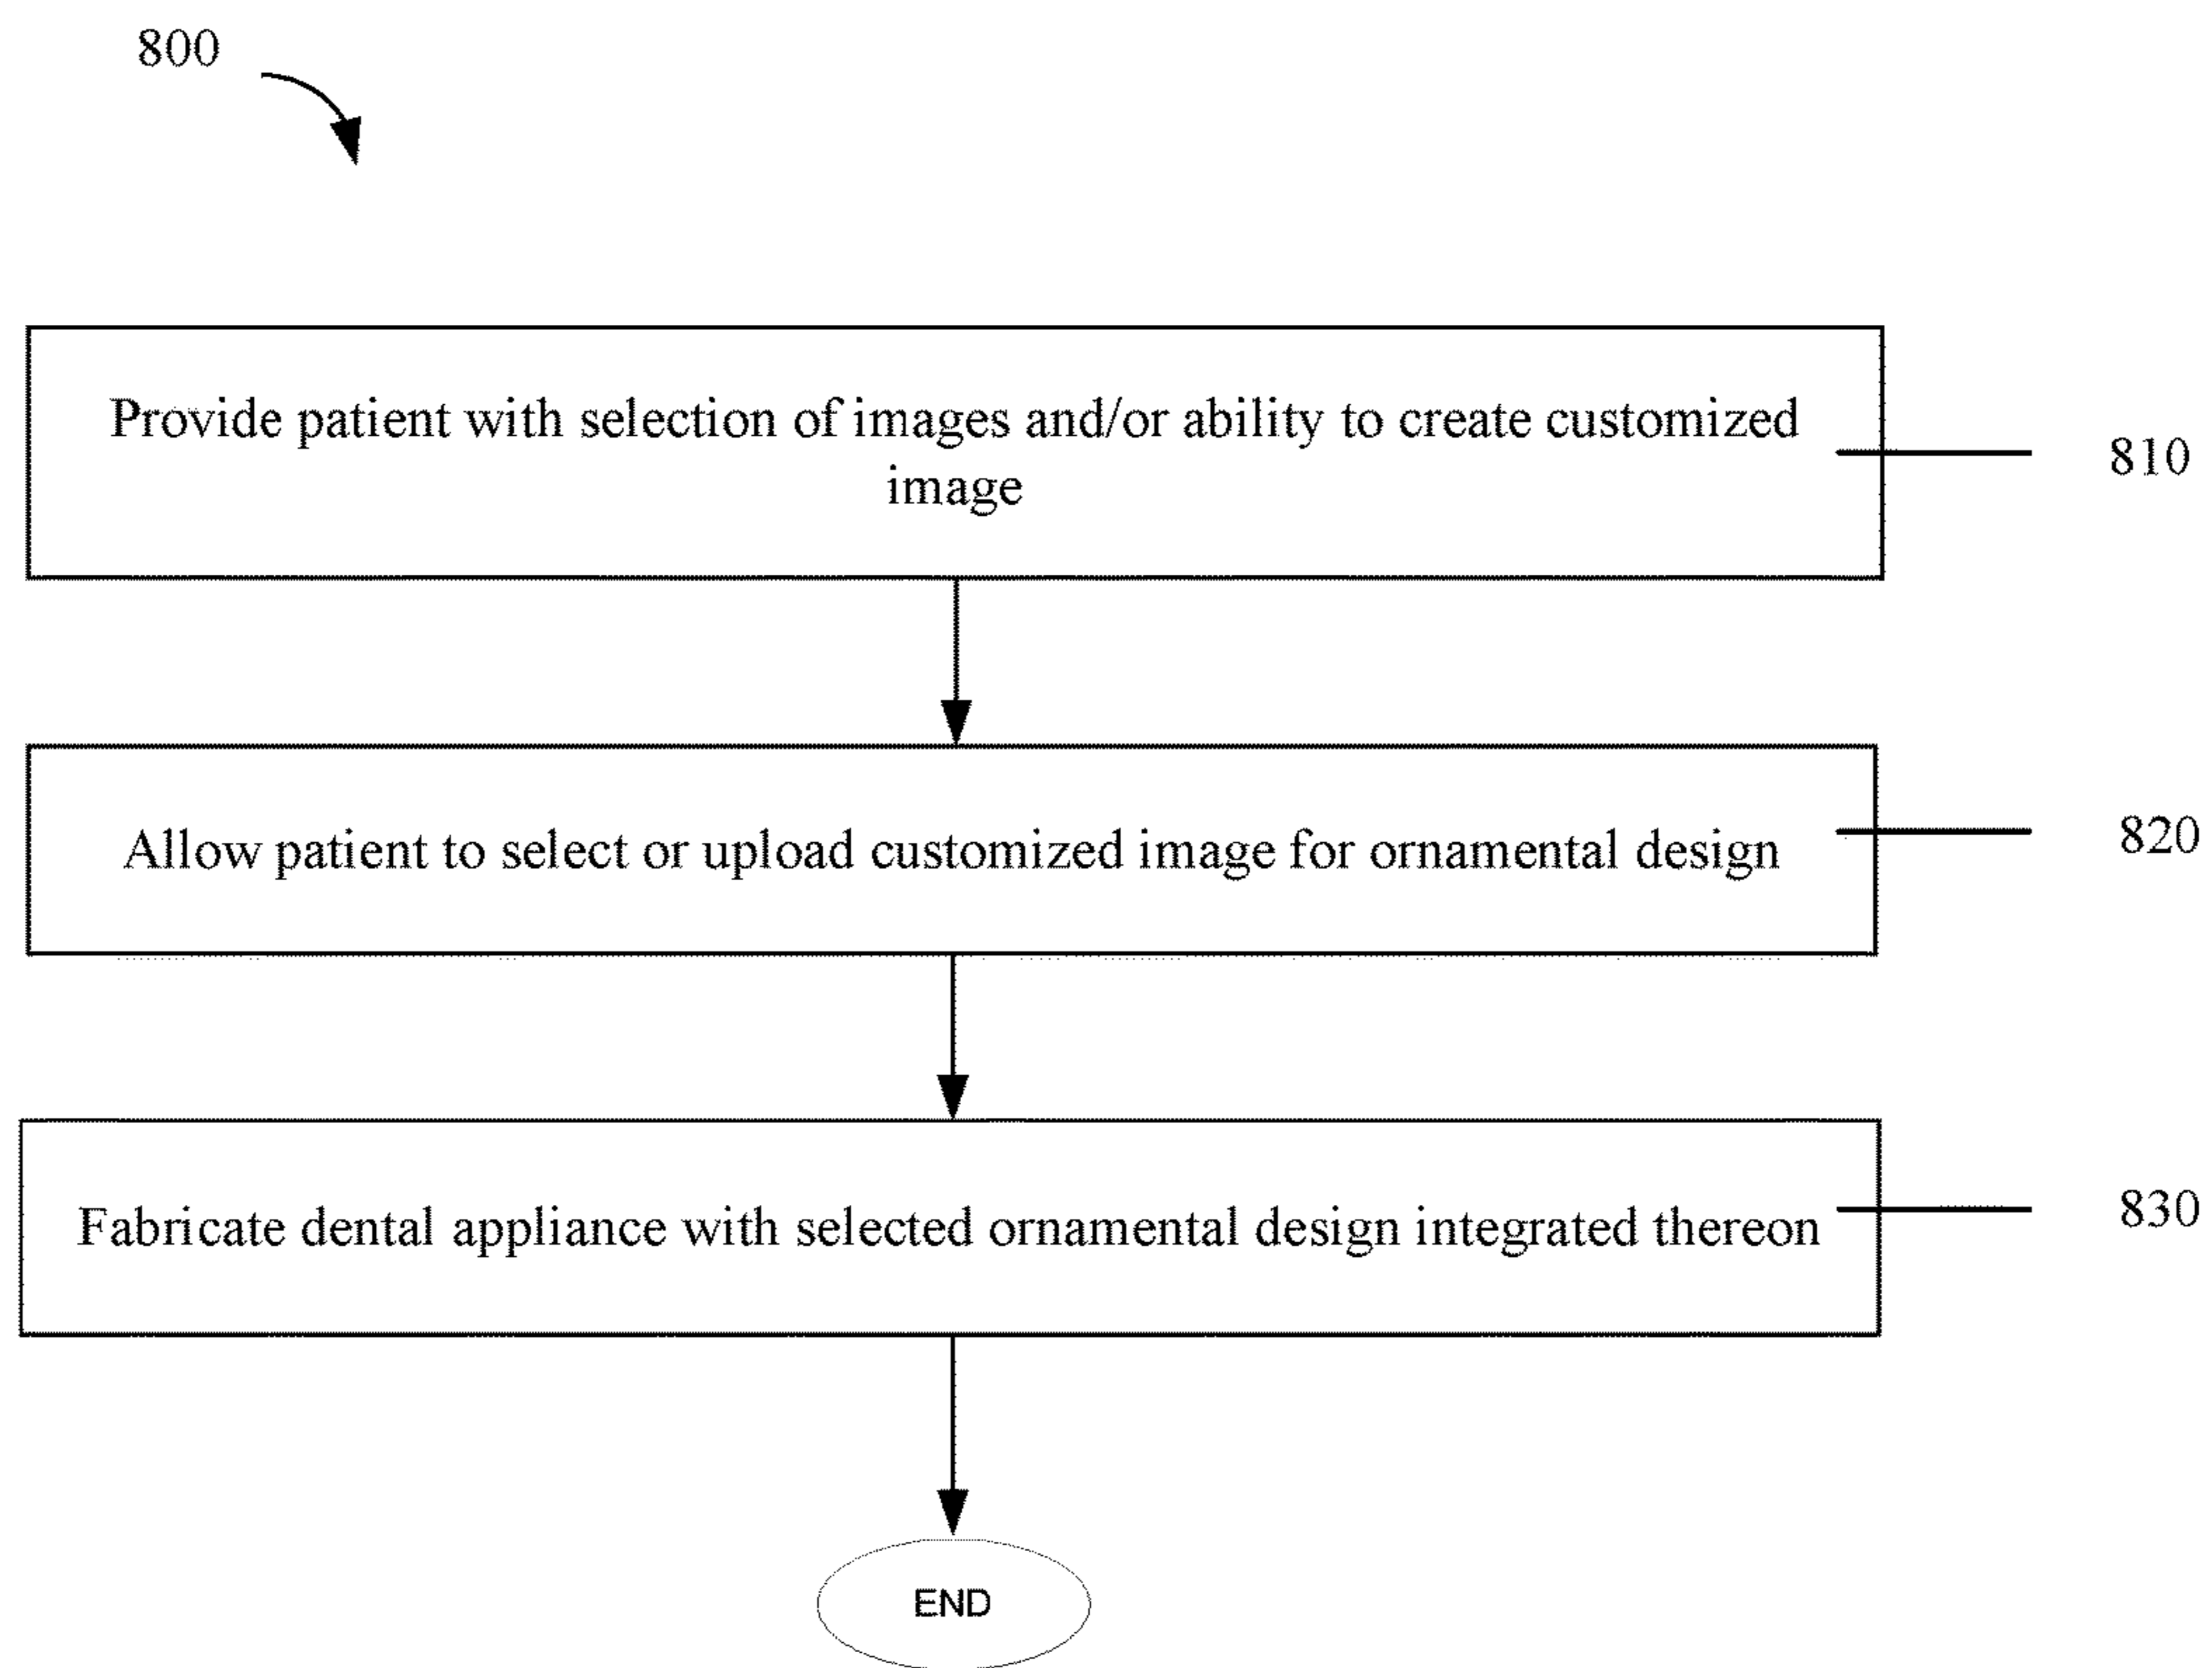 800
Provide patient with selection of images and/or ability to create customized
image
810
Allow patient to select or upload customized image for ornamental design
820
Fabricate dental appliance with selected ornamental design integrated thereon
830
END